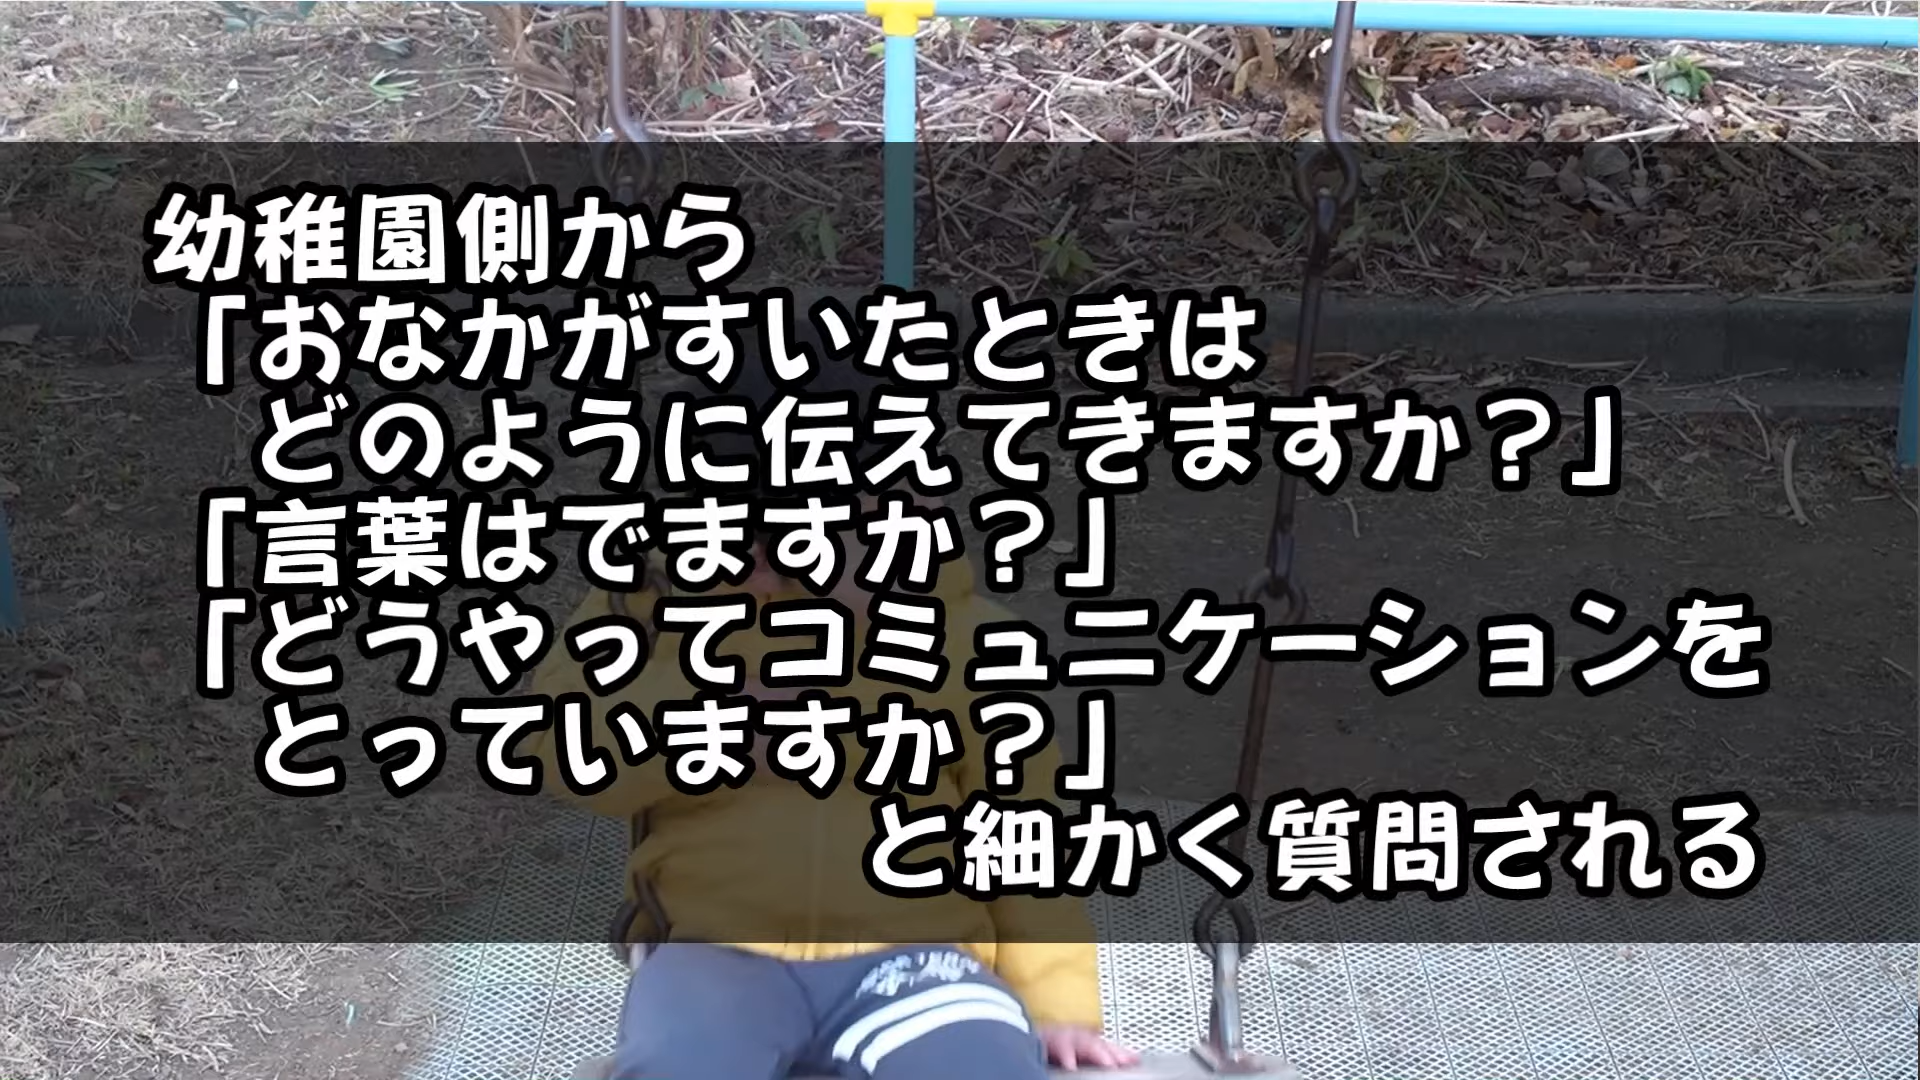 幼稚園側から
「おなかがすいたときは
どのように伝えてきますか？」
「言葉はでますか？」
「どうやってコミュニケーションを
とっていますか？」
と細かく質問される